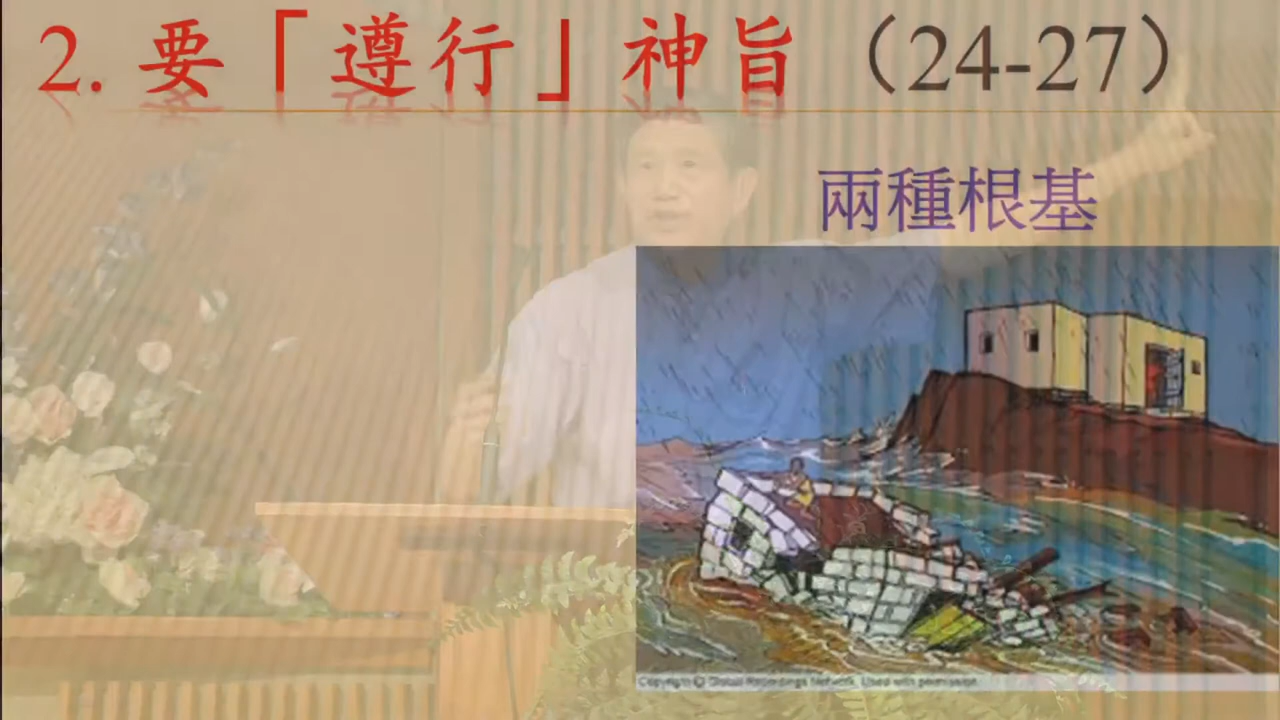 2. 要「遵行」神旨（24-27）
兩種根基
Copyright © Global Recordings Network. Used with permission.